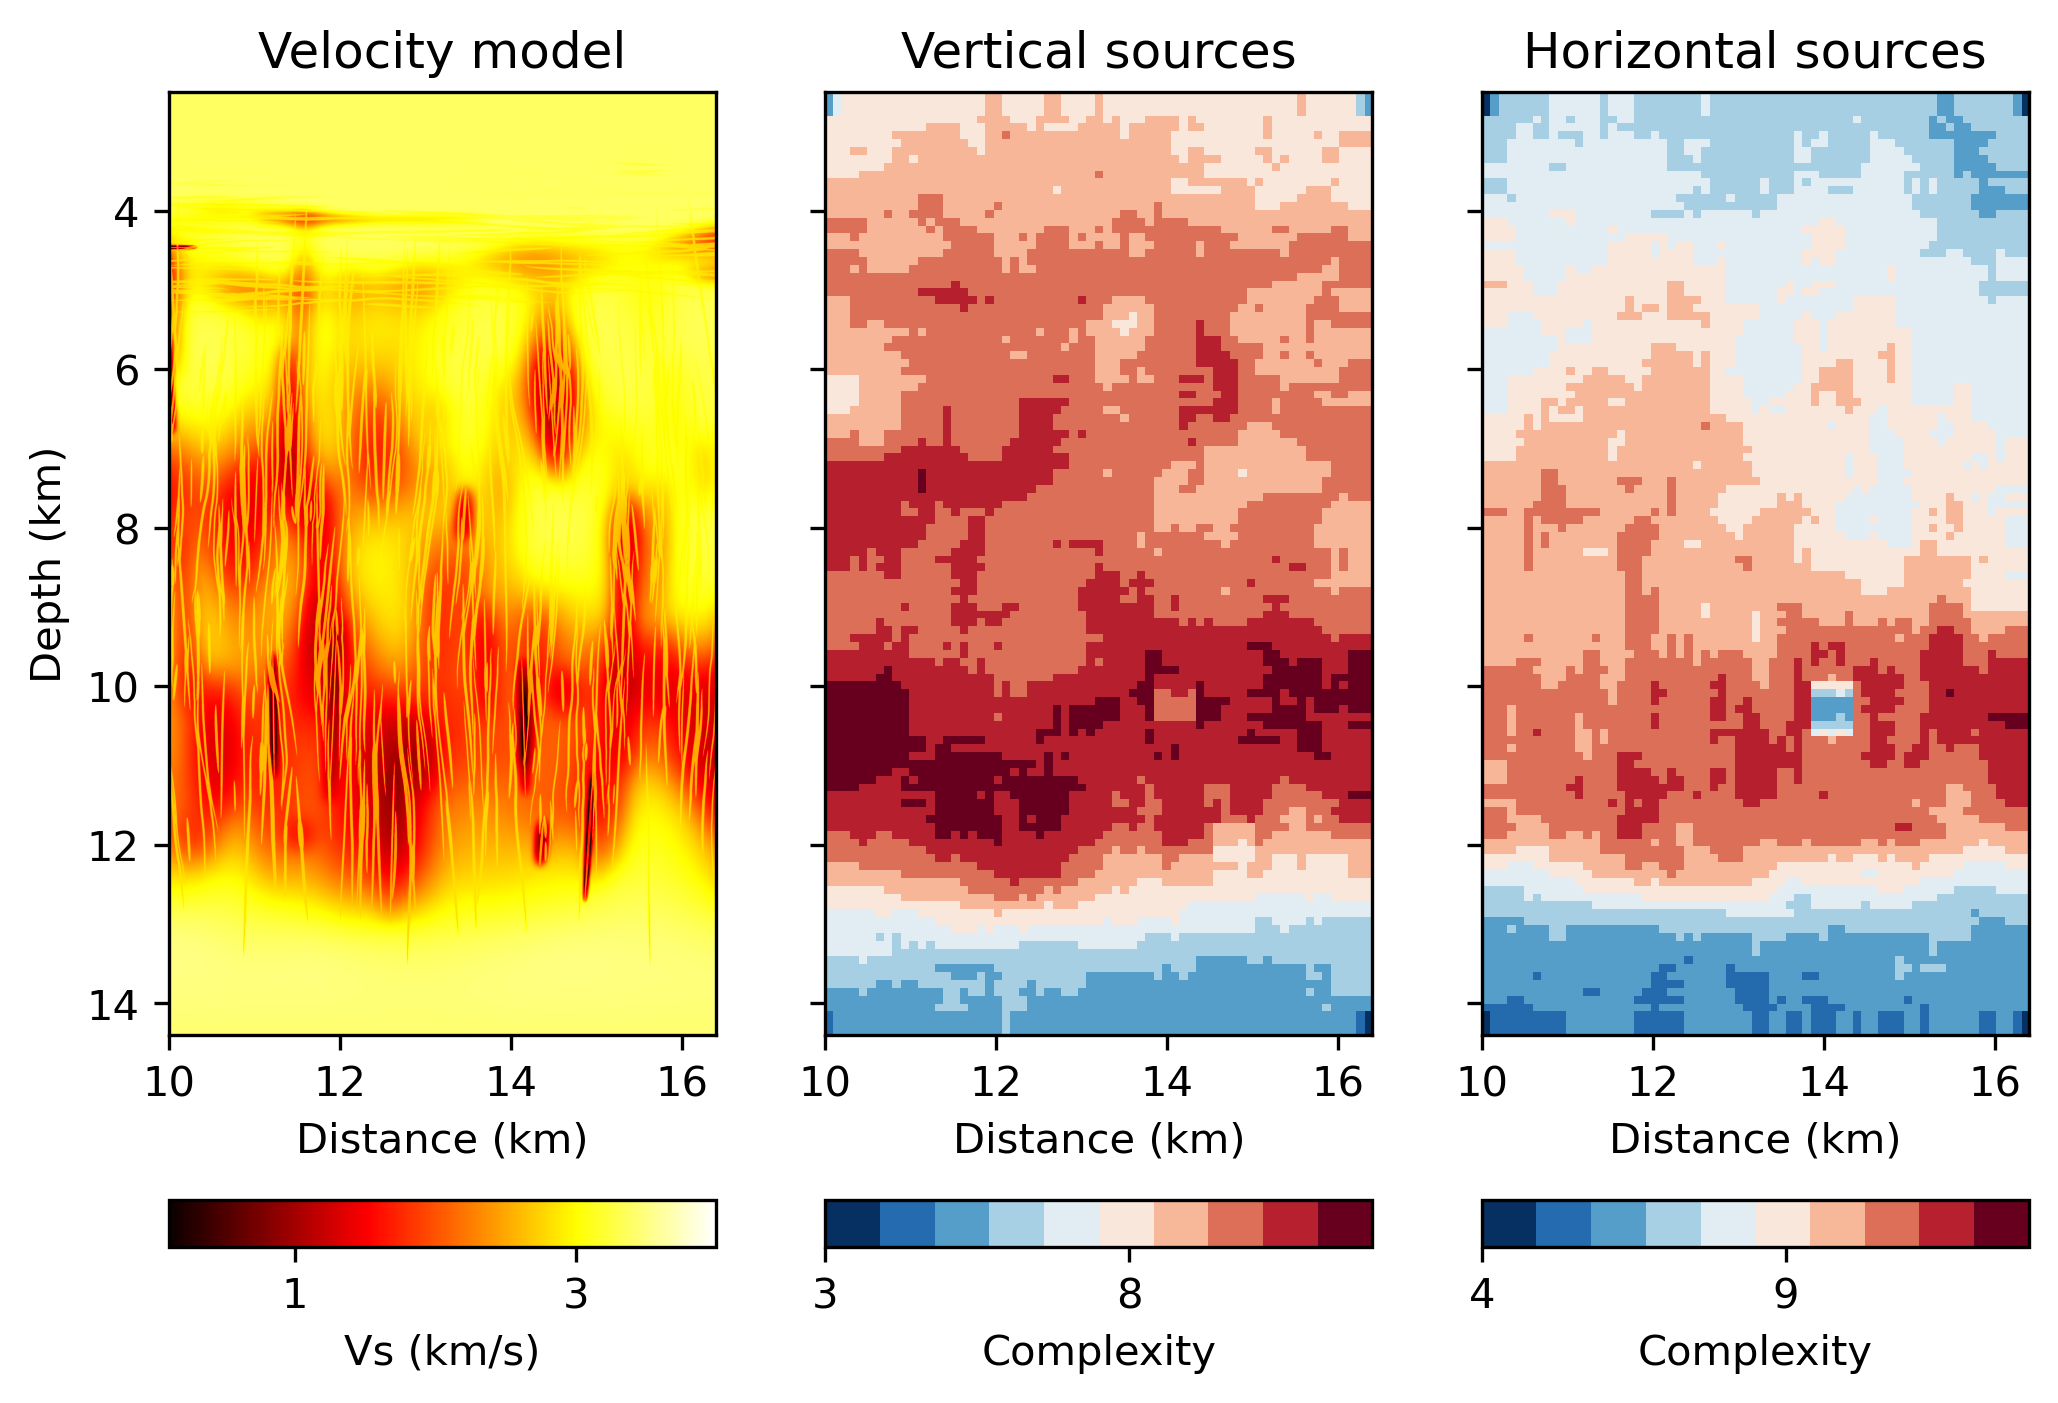 Velocity model
Vertical sources
Horizontal sources
Depth (km)
4
6
8
10
12
14
10 12 14 16
10 12 14 16
10 12 14 16
Distance (km)
Distance (km)
Distance (km)
1 3
3 8
4 9
Vs (km/s)
Complexity
Complexity